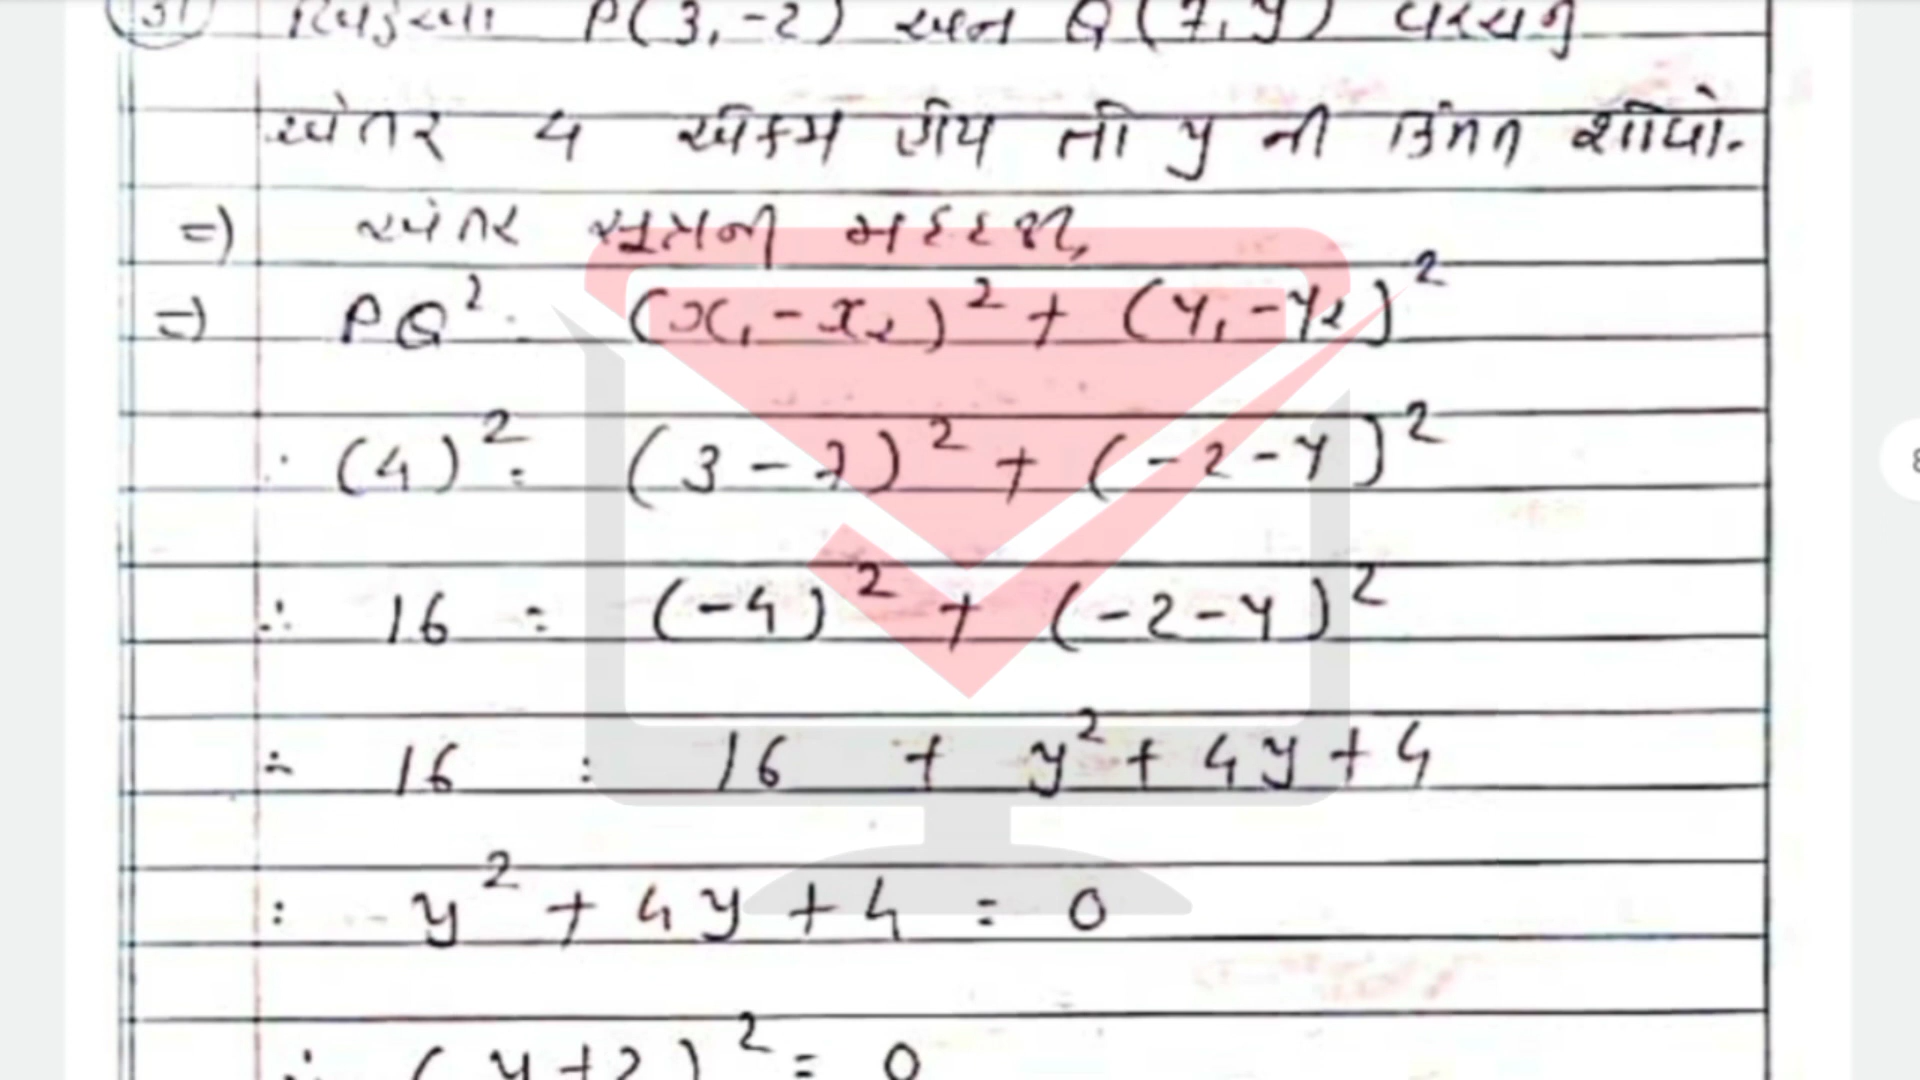 (31) બિંદુઓ P(3,-2) અને Q(7,y) વચ્ચેનું
અંતર 4 એકમ હોય તો y ની કિંમત શોધો.
=) અંતર સૂત્રની મદદથી,
=) PQ² = (x₁-x₂)² + (y₁-y₂)²
∴ (4)² = (3-7)² + (-2-y)²
∴ 16 = (-4)² + (-2-y)²
∴ 16 = 16 + y² + 4y + 4
∴ y² + 4y + 4 = 0
∴ (y+2)² = 0
8